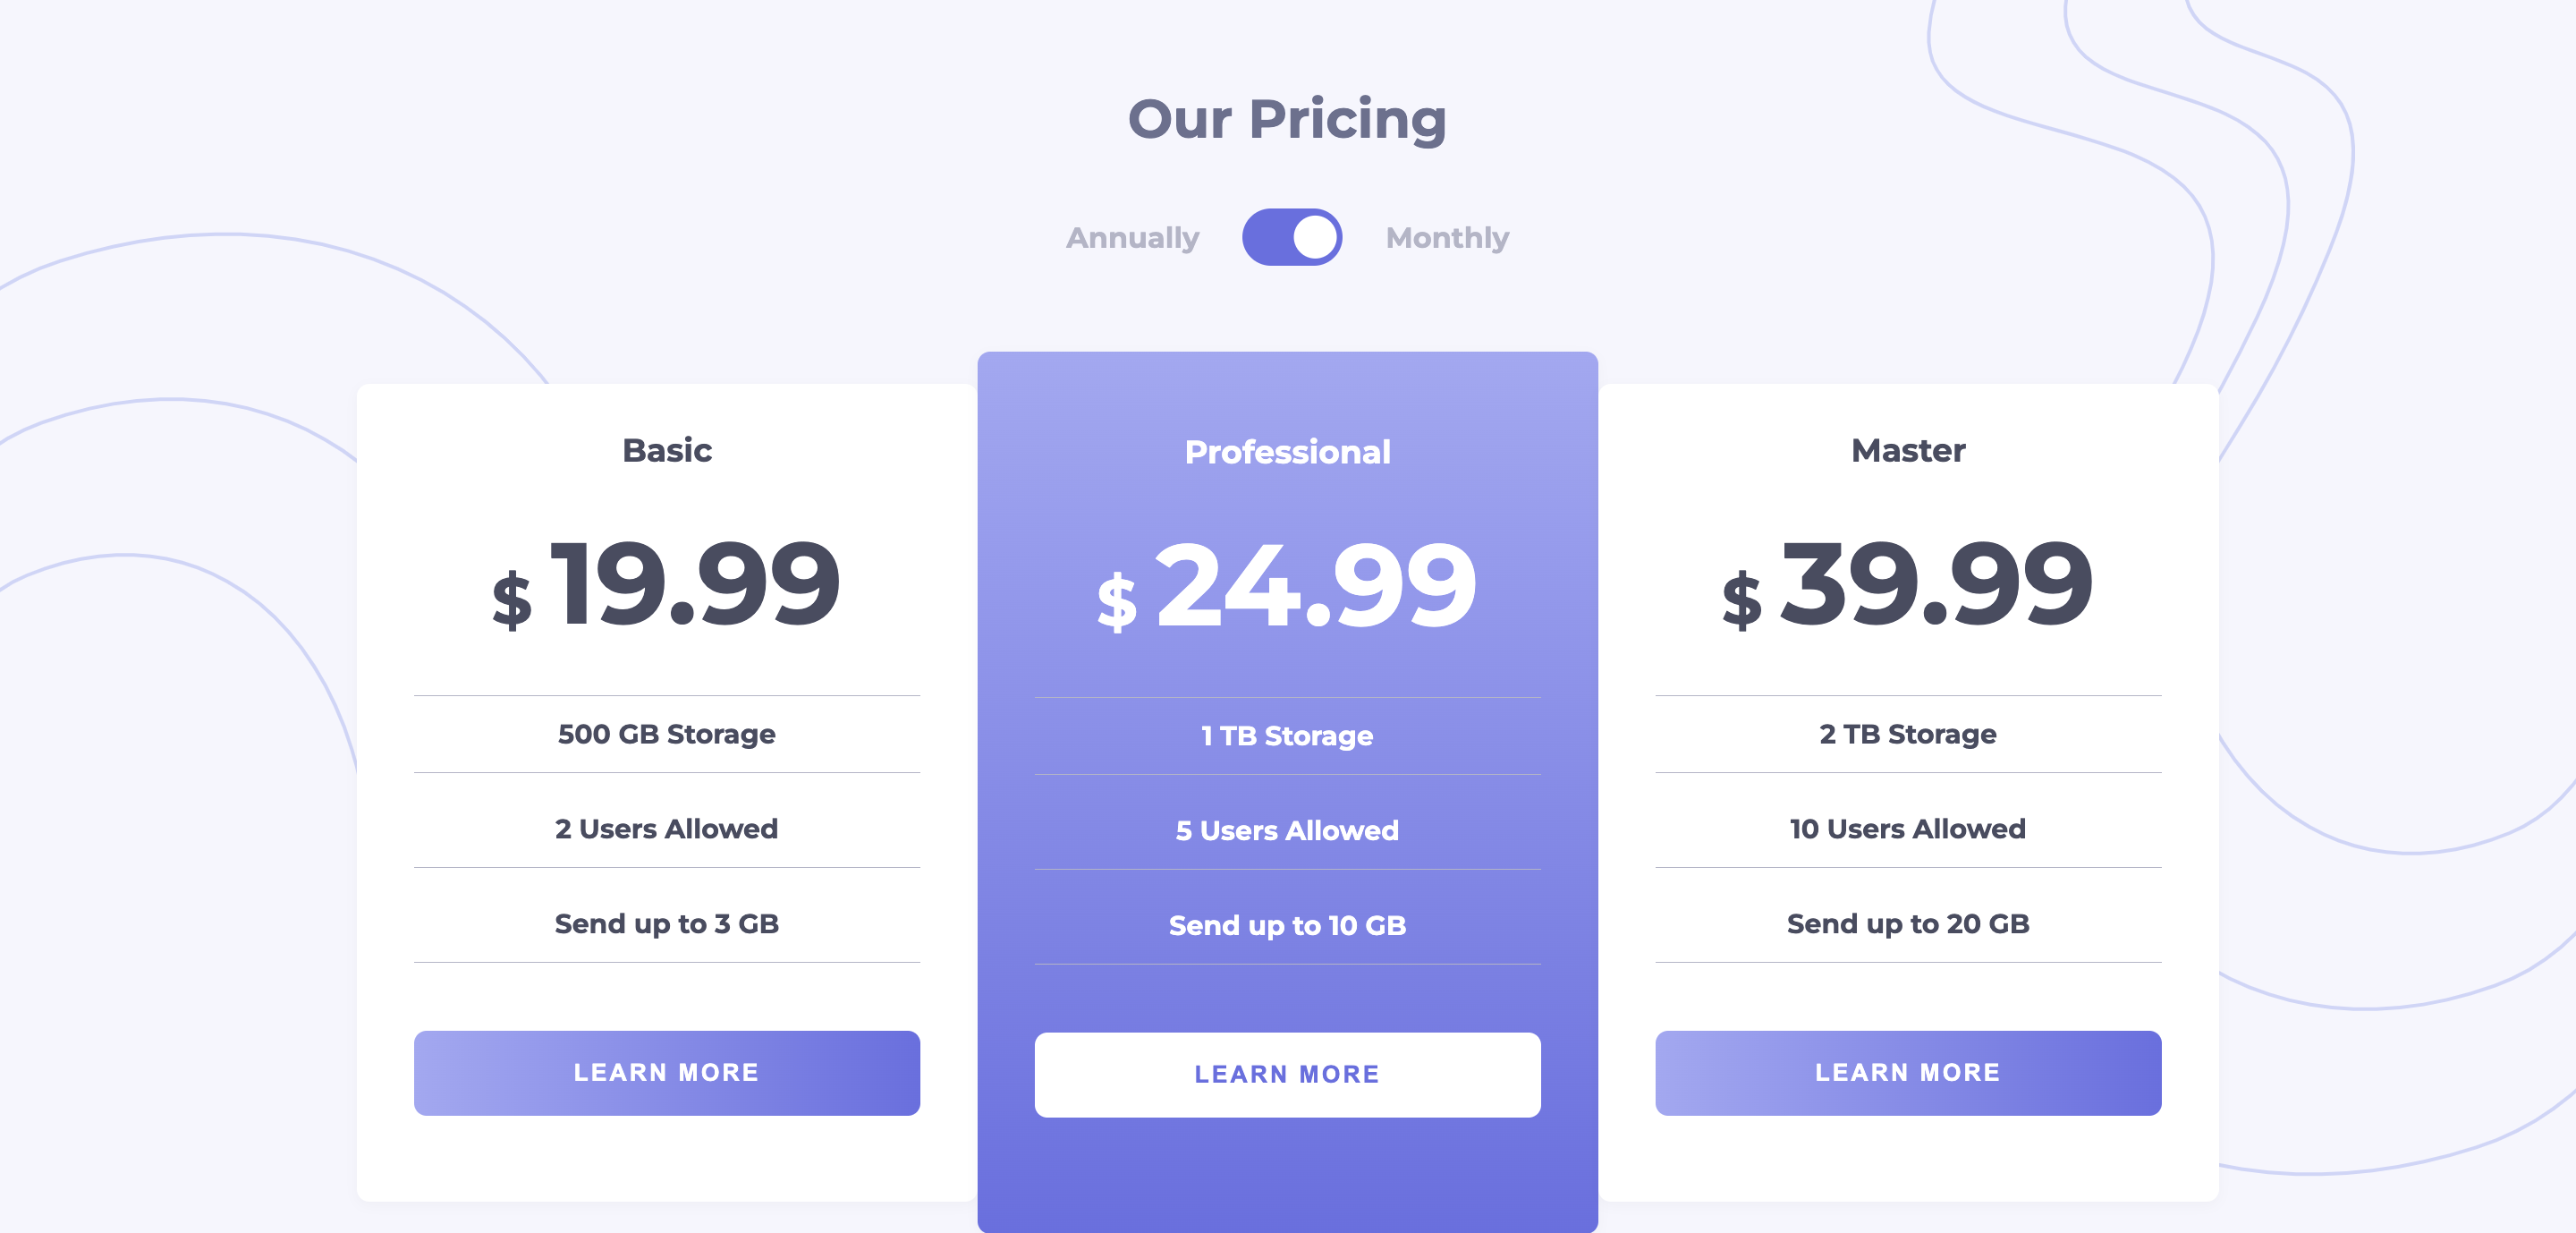 Our Pricing
Annually
Monthly
Basic
$ 19.99
500 GB Storage
2 Users Allowed
Send up to 3 GB
LEARN MORE
Professional
$ 24.99
1 TB Storage
5 Users Allowed
Send up to 10 GB
LEARN MORE
Master
$ 39.99
2 TB Storage
10 Users Allowed
Send up to 20 GB
LEARN MORE